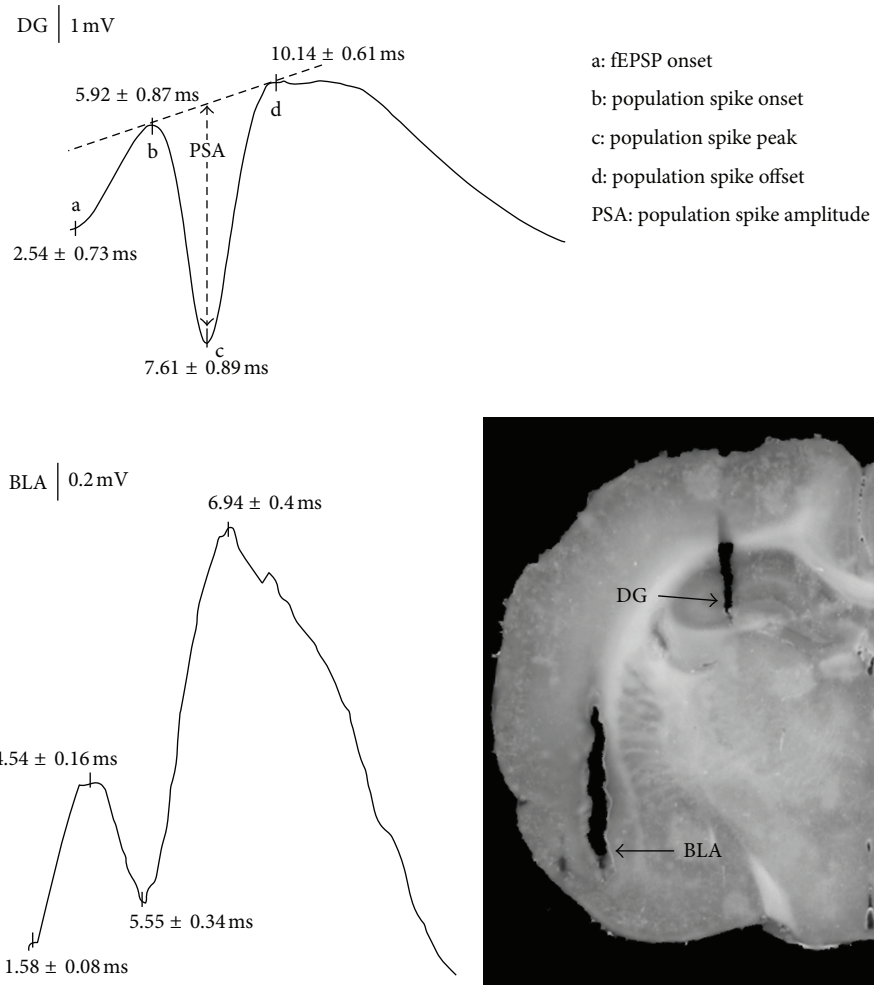 DG 1 mV
10.14 ± 0.61 ms
5.92 ± 0.87 ms
d
b
PSA
a
2.54 ± 0.73 ms
c
7.61 ± 0.89 ms
a: fEPSP onset
b: population spike onset
c: population spike peak
d: population spike offset
PSA: population spike amplitude
BLA 0.2 mV
6.94 ± 0.4 ms
4.54 ± 0.16 ms
5.55 ± 0.34 ms
1.58 ± 0.08 ms
DG
BLA